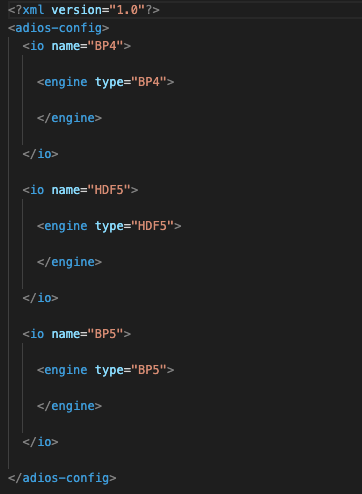 <?xml version="1.0"?>
<adios-config>
<io name="BP4">
<engine type="BP4">
</engine>
</io>
<io name="HDF5">
<engine type="HDF5">
</engine>
</io>
<io name="BP5">
<engine type="BP5">
</engine>
</io>
</adios-config>